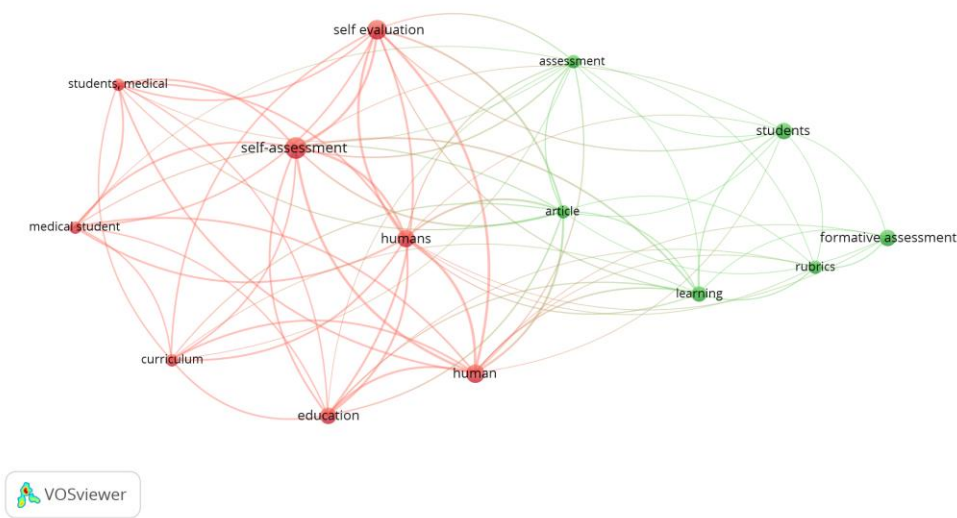 self evaluation
assessment
students, medical
students
self-assessment
article
medical student
humans
formative assessment
rubrics
learning
curriculum
human
education
VOSviewer